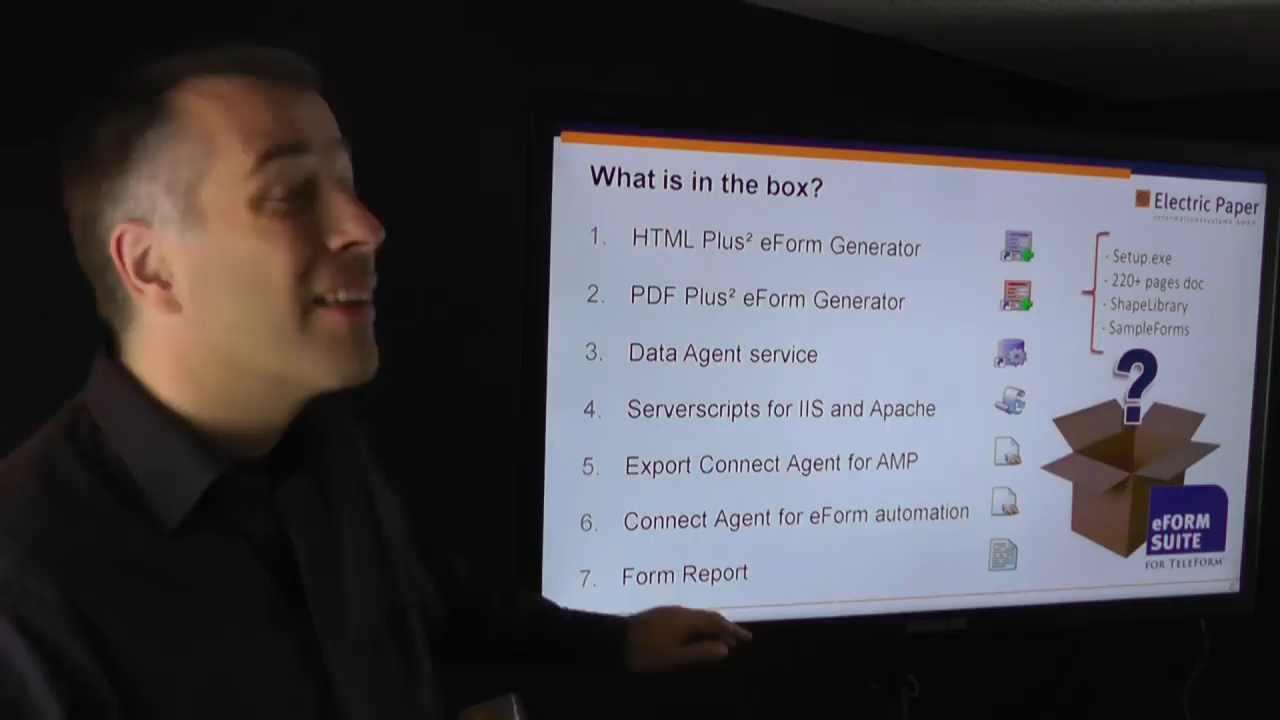 What is in the box?
Electric Paper
1. HTML Plus² eForm Generator
2. PDF Plus² eForm Generator
3. Data Agent service
4. Serverscripts for IIS and Apache
5. Export Connect Agent for AMP
6. Connect Agent for eForm automation
7. Form Report
- Setup.exe
- 220+ pages doc
- ShapeLibrary
- SampleForms
?
eFORM
SUITE
FOR TELEFORM